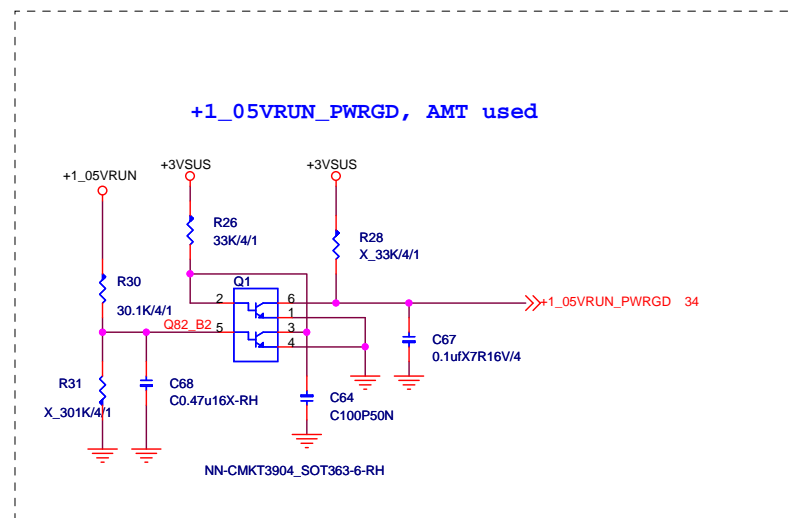 +1_05VRUN_PWRGD, AMT used
+3VSUS
+3VSUS
+1_05VRUN
R26
33K/4/1
R28
X_33K/4/1
R30
30.1K/4/1
Q1
2
6
1
+1_05VRUN_PWRGD 34
Q82_B2
5
3
4
C67
0.1ufX7R16V/4
R31
X_301K/4/1
C68
C0.47u16X-RH
C64
C100P50N
NN-CMKT3904_SOT363-6-RH